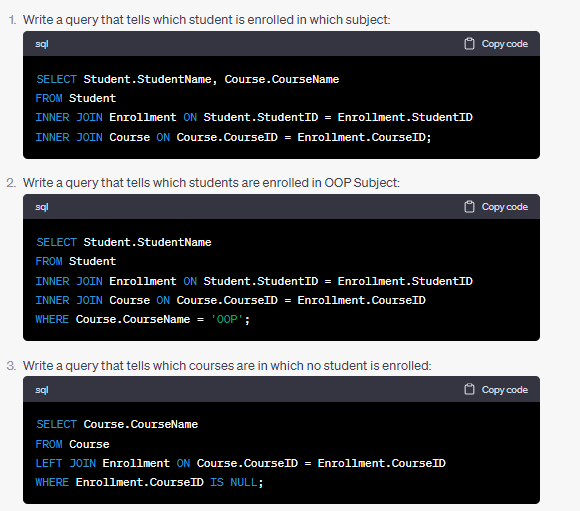 1. Write a query that tells which student is enrolled in which subject:
sql Copy code
SELECT Student.StudentName, Course.CourseName
FROM Student
INNER JOIN Enrollment ON Student.StudentID = Enrollment.StudentID
INNER JOIN Course ON Course.CourseID = Enrollment.CourseID;
2. Write a query that tells which students are enrolled in OOP Subject:
sql Copy code
SELECT Student.StudentName
FROM Student
INNER JOIN Enrollment ON Student.StudentID = Enrollment.StudentID
INNER JOIN Course ON Course.CourseID = Enrollment.CourseID
WHERE Course.CourseName = 'OOP';
3. Write a query that tells which courses are in which no student is enrolled:
sql Copy code
SELECT Course.CourseName
FROM Course
LEFT JOIN Enrollment ON Course.CourseID = Enrollment.CourseID
WHERE Enrollment.CourseID IS NULL;